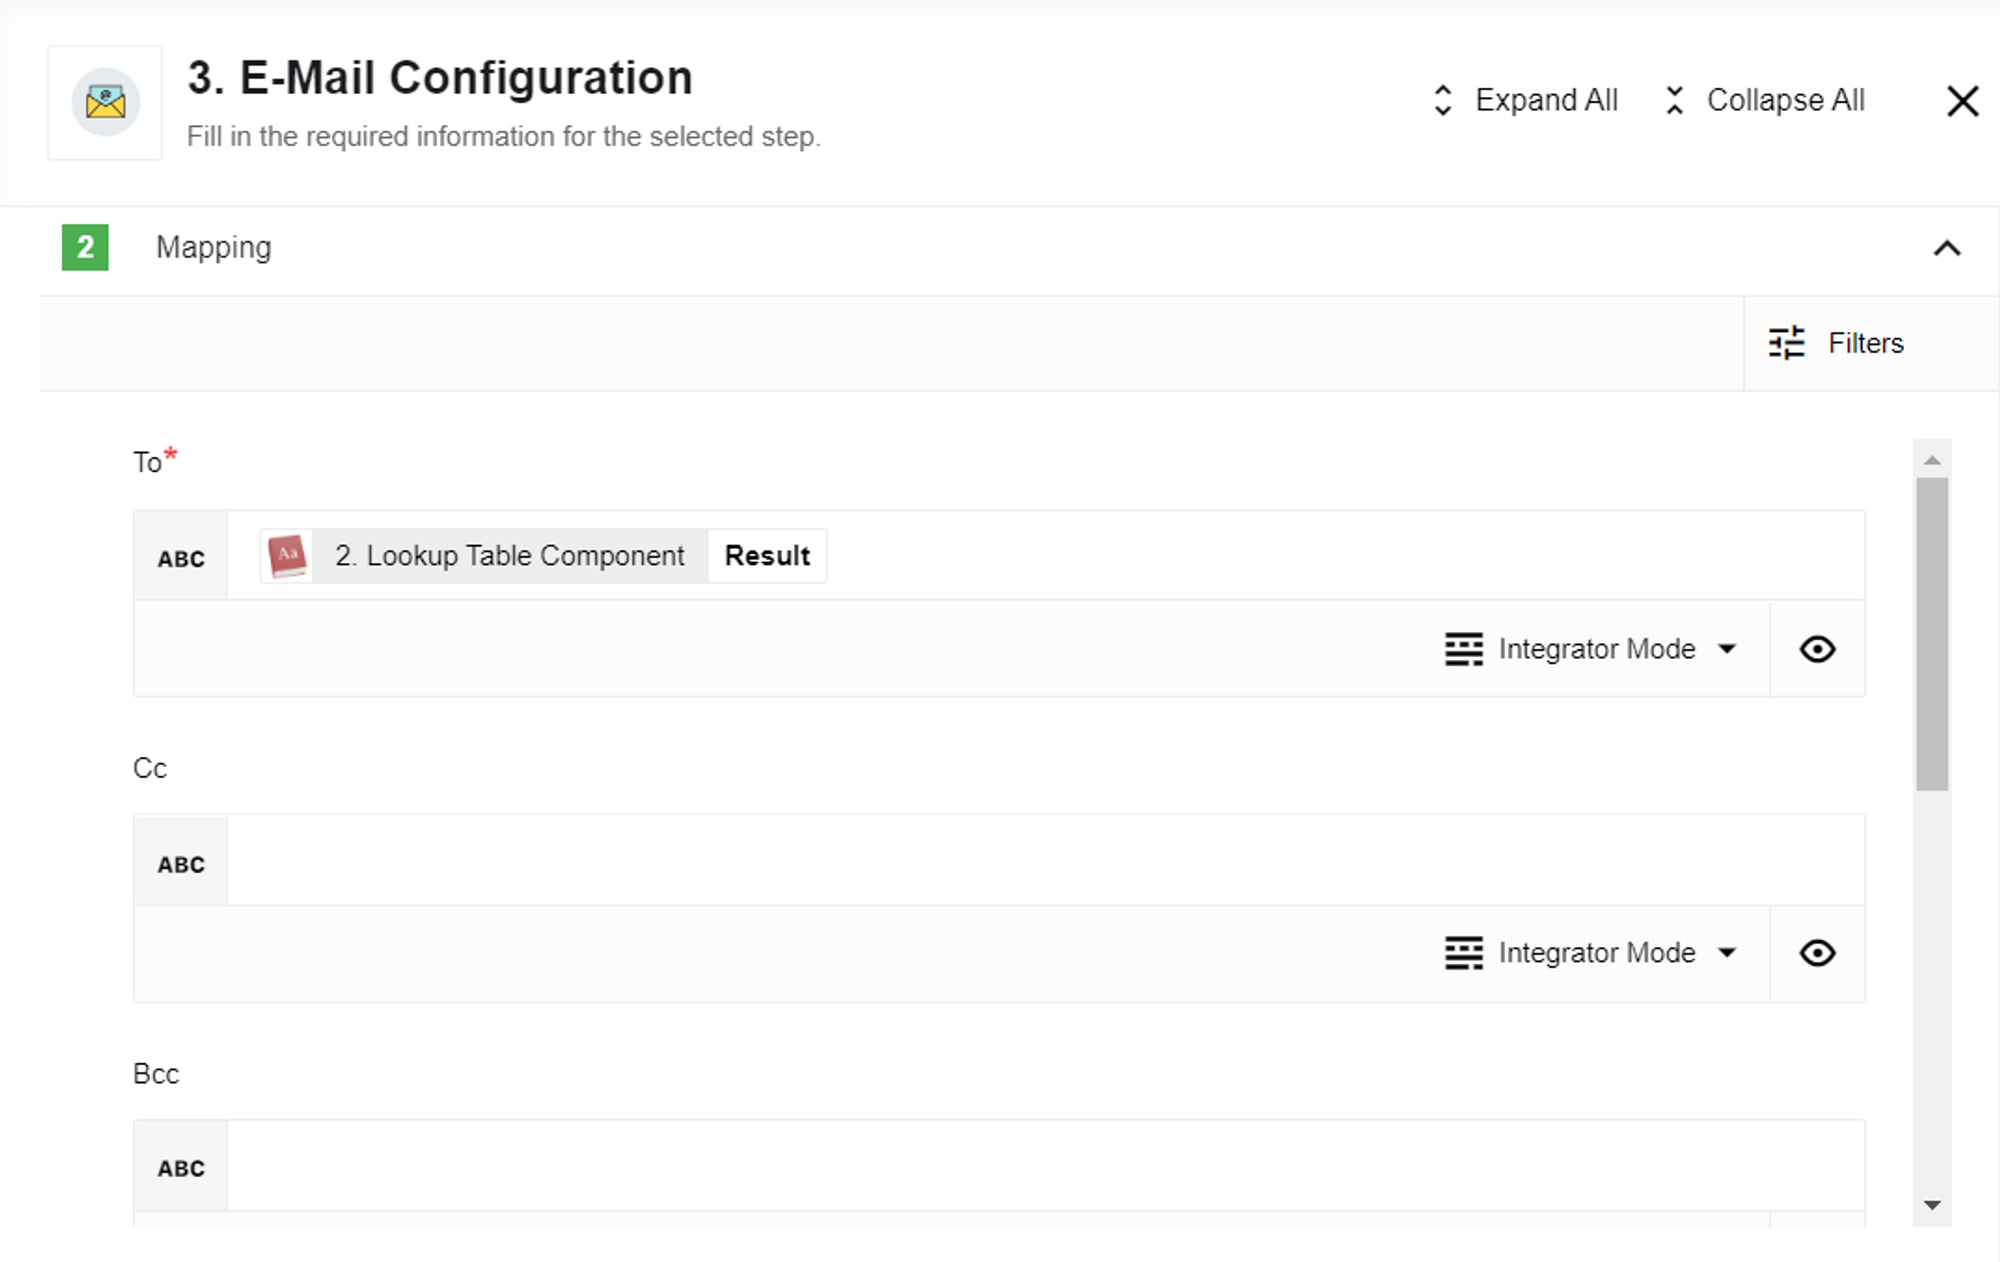 3. E-Mail Configuration
Fill in the required information for the selected step.
Expand All
Collapse All
2 Mapping
Filters
To*
ABC Aa 2. Lookup Table Component Result
Integrator Mode
Cc
ABC
Integrator Mode
Bcc
ABC